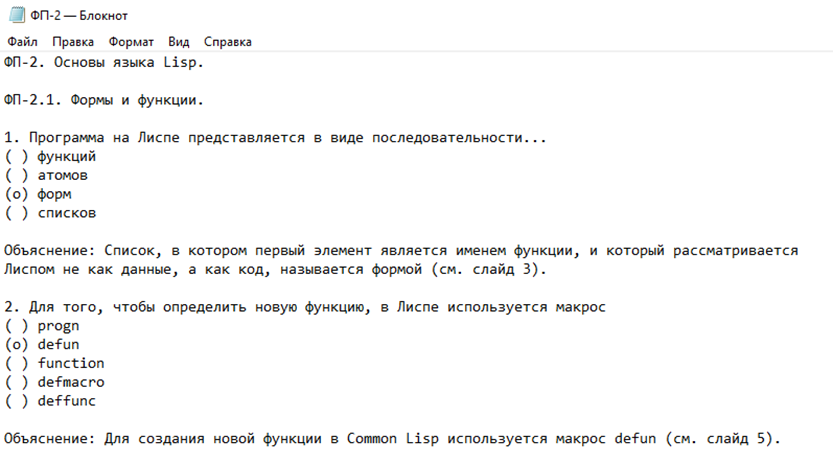 ФП-2 — Блокнот
Файл Правка Формат Вид Справка
ФП-2. Основы языка Lisp.
ФП-2.1. Формы и функции.
1. Программа на Лиспе представляется в виде последовательности...
( ) функций
( ) атомов
(o) форм
( ) списков
Объяснение: Список, в котором первый элемент является именем функции, и который рассматривается
Лиспом не как данные, а как код, называется формой (см. слайд 3).
2. Для того, чтобы определить новую функцию, в Лиспе используется макрос
( ) progn
(o) defun
( ) function
( ) defmacro
( ) deffunc
Объяснение: Для создания новой функции в Common Lisp используется макрос defun (см. слайд 5).